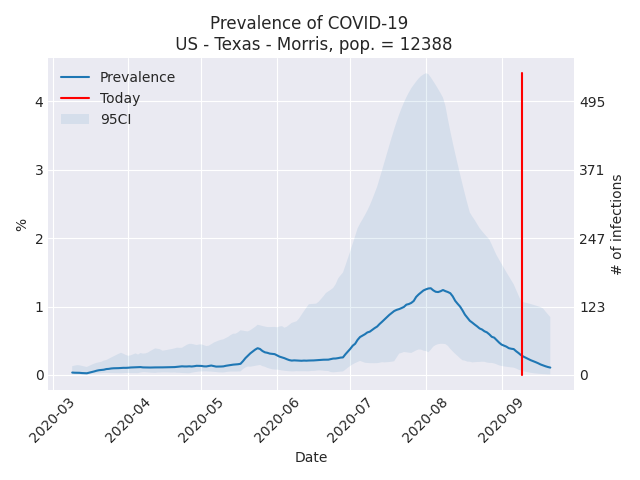 Prevalence of COVID-19
US - Texas - Morris, pop. = 12388
Prevalence
Today
95CI
%
4
3
2
1
0
495
371
247
123
0
# of infections
2020-03
2020-04
2020-05
2020-06
2020-07
2020-08
2020-09
Date